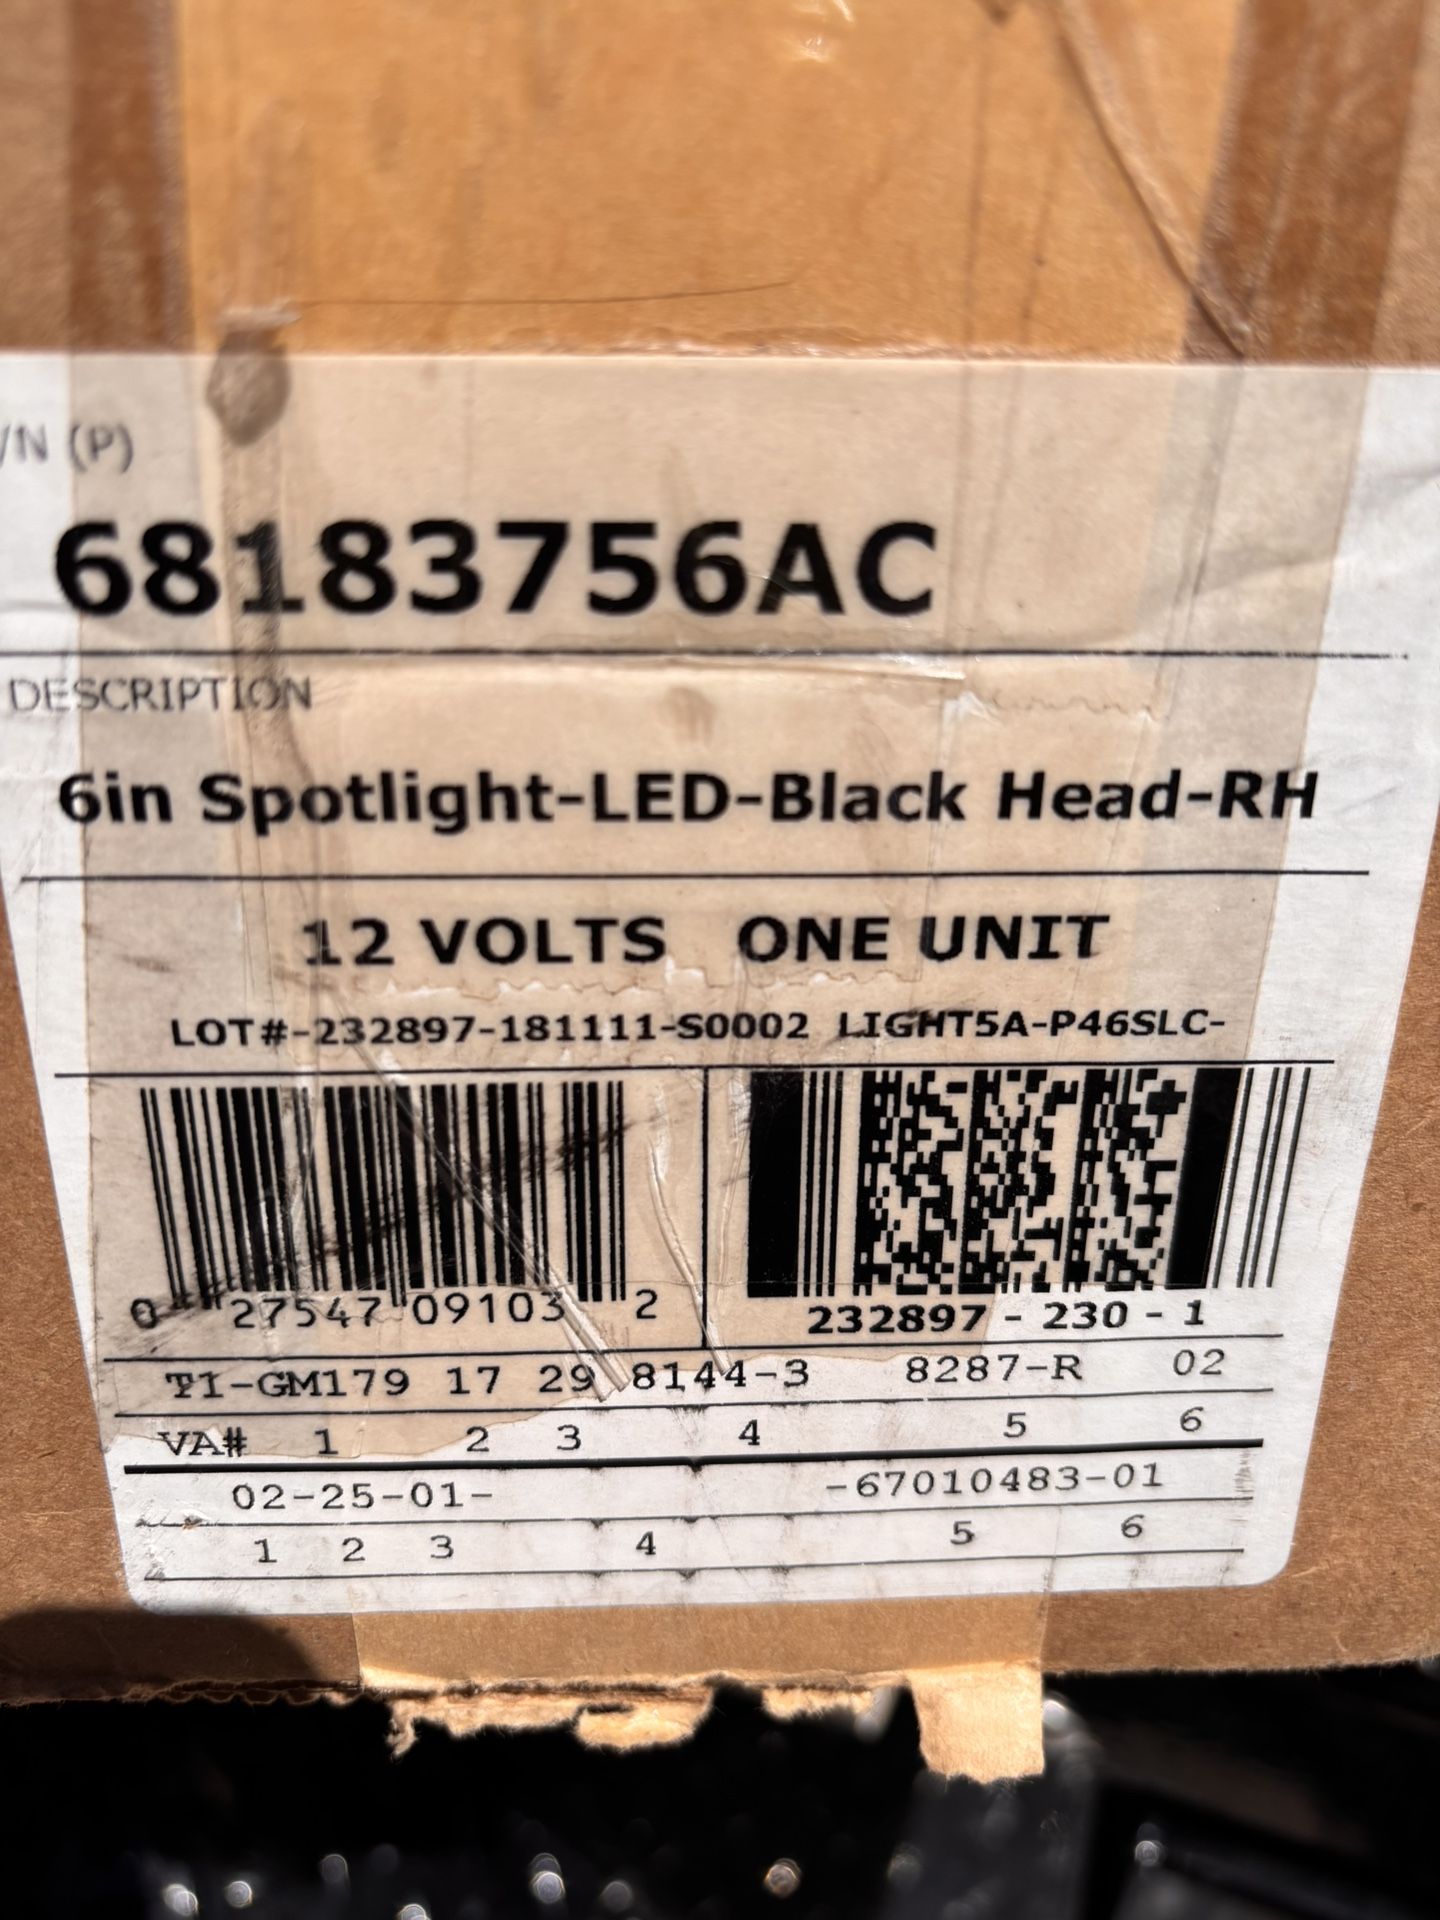 /N (P)
68183756AC
DESCRIPTION
6in Spotlight-LED-Black Head-RH
12 VOLTS ONE UNIT
LOT#-232897-181111-S0002 LIGHT5A-P46SLC-
0 27547 09103 2
232897 - 230 - 1
TI-GM179 17 29 8144-3 8287-R 02
VA# 1 2 3 4 5 6
02-25-01- -67010483-01
1 2 3 4 5 6